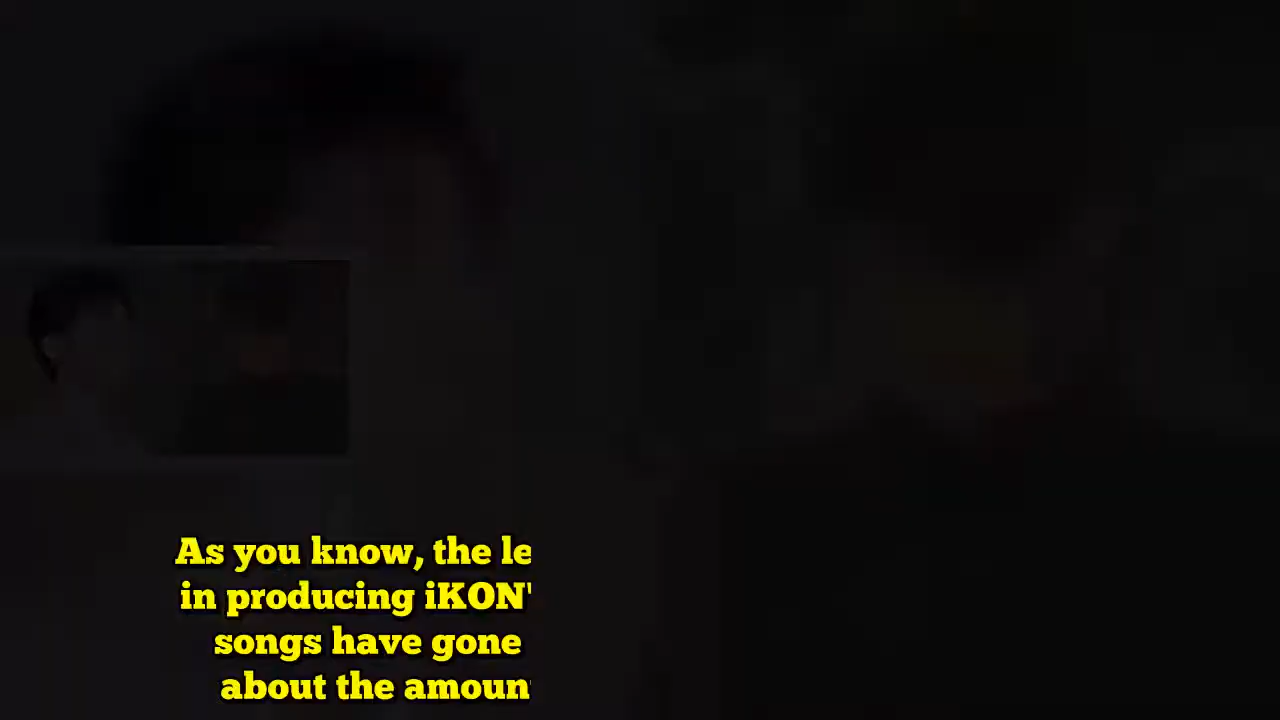 As you know, the le
in producing iKON'
songs have gone
about the amoun